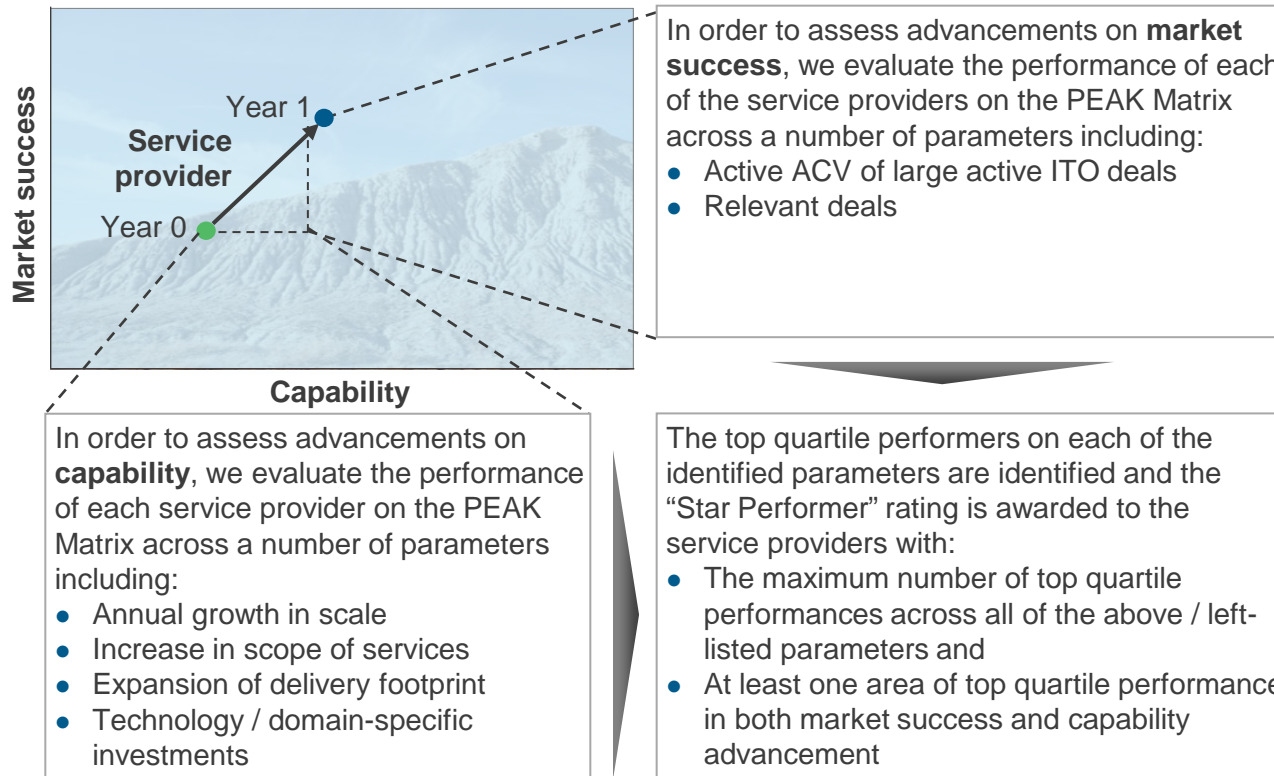 Market success
Year 1
Service
provider
Year 0
Capability
In order to assess advancements on market
success, we evaluate the performance of each
of the service providers on the PEAK Matrix
across a number of parameters including:
● Active ACV of large active ITO deals
● Relevant deals
In order to assess advancements on
capability, we evaluate the performance
of each service provider on the PEAK
Matrix across a number of parameters
including:
● Annual growth in scale
● Increase in scope of services
● Expansion of delivery footprint
● Technology / domain-specific
investments
The top quartile performers on each of the
identified parameters are identified and the
“Star Performer” rating is awarded to the
service providers with:
● The maximum number of top quartile
performances across all of the above / left-
listed parameters and
● At least one area of top quartile performance
in both market success and capability
advancement